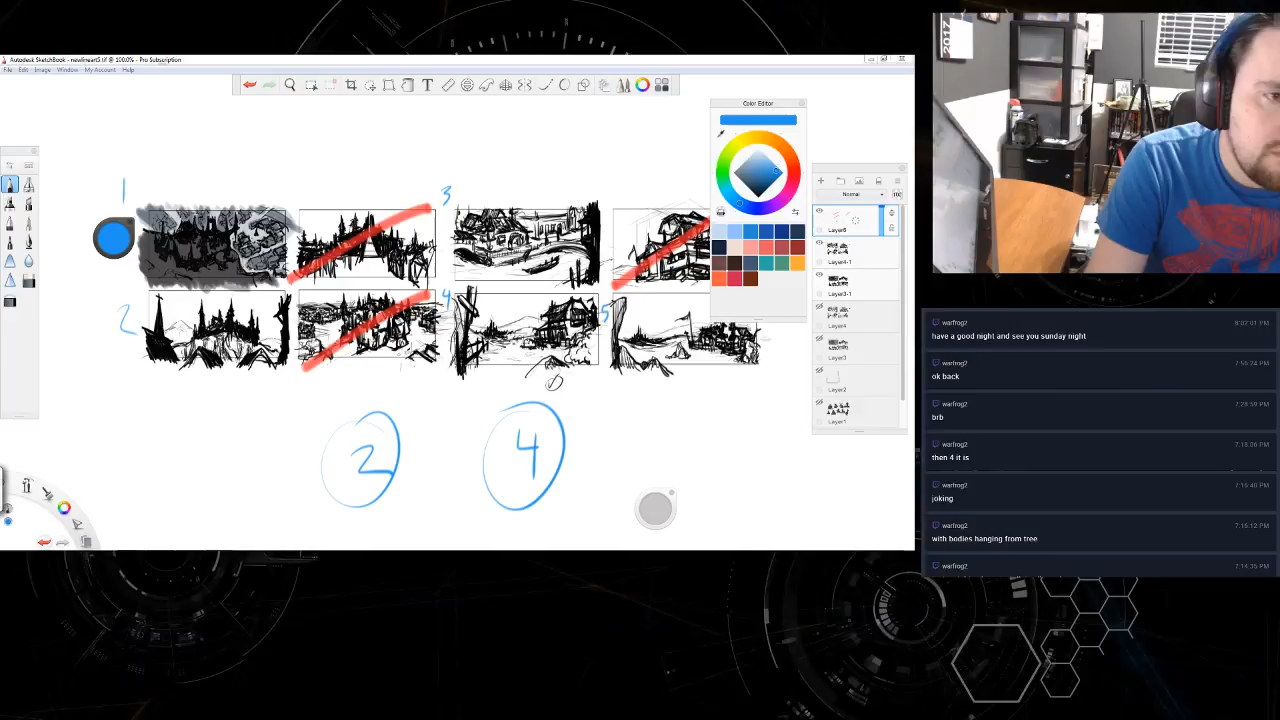 Autodesk SketchBook - newlineart5.tif @ 100.0% - Pro Subscription
File Edit Image Window My Account Help
T
Color Editor
Normal
Layer6
Layer4-1
Layer3-1
Layer4
Layer3
Layer2
Layer1
1
3
2
4
5
2
4
2017
warfrog2 8:02:01 PM
have a good night and see you sunday night
warfrog2 7:56:24 PM
ok back
warfrog2 7:28:59 PM
brb
warfrog2 7:18:06 PM
then 4 it is
warfrog2 7:16:40 PM
joking
warfrog2 7:16:12 PM
with bodies hanging from tree
warfrog2 7:14:35 PM